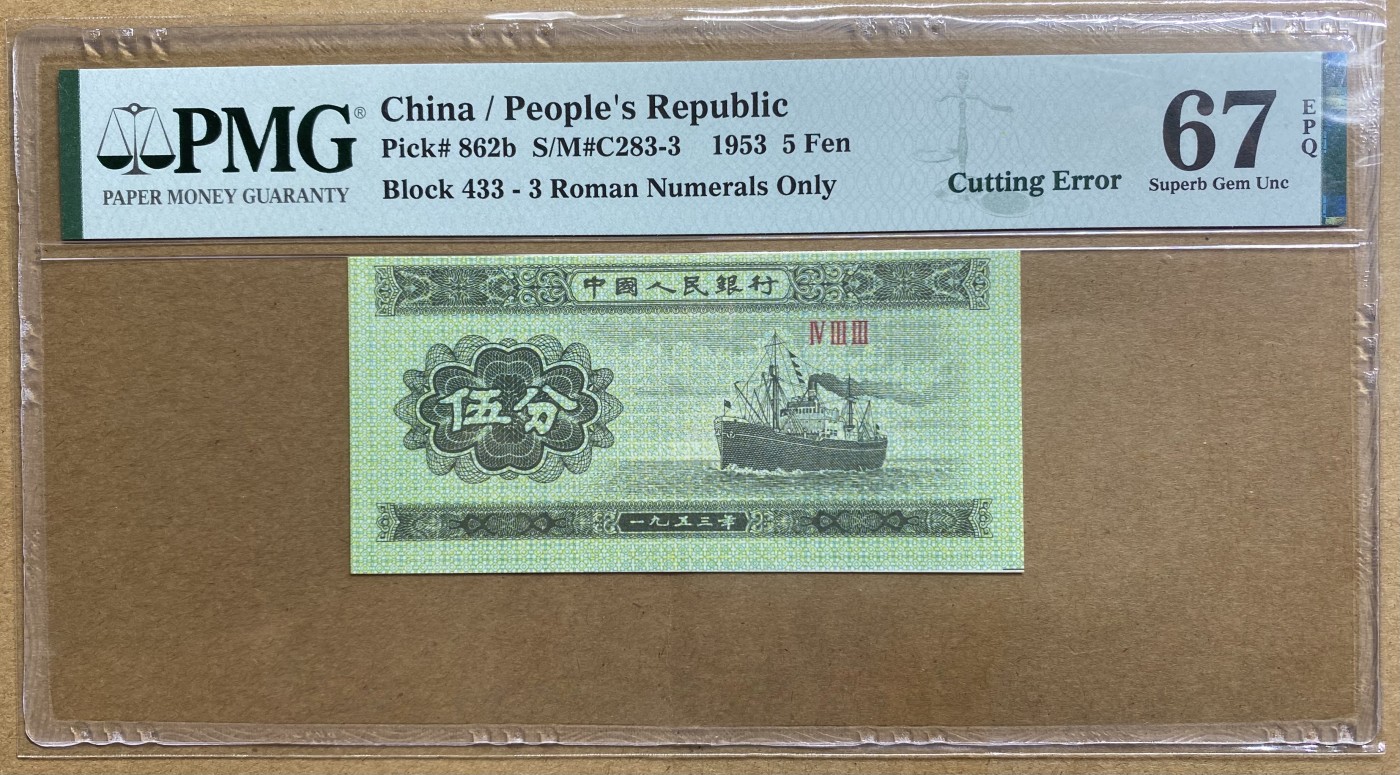 PMG®
PAPER MONEY GUARANTY
China / People's Republic
Pick# 862b S/M#C283-3 1953 5 Fen
Block 433 - 3 Roman Numerals Only
Cutting Error
67
EPQ
Superb Gem Unc
中國人民銀行
IV III III
伍分
一九五三年